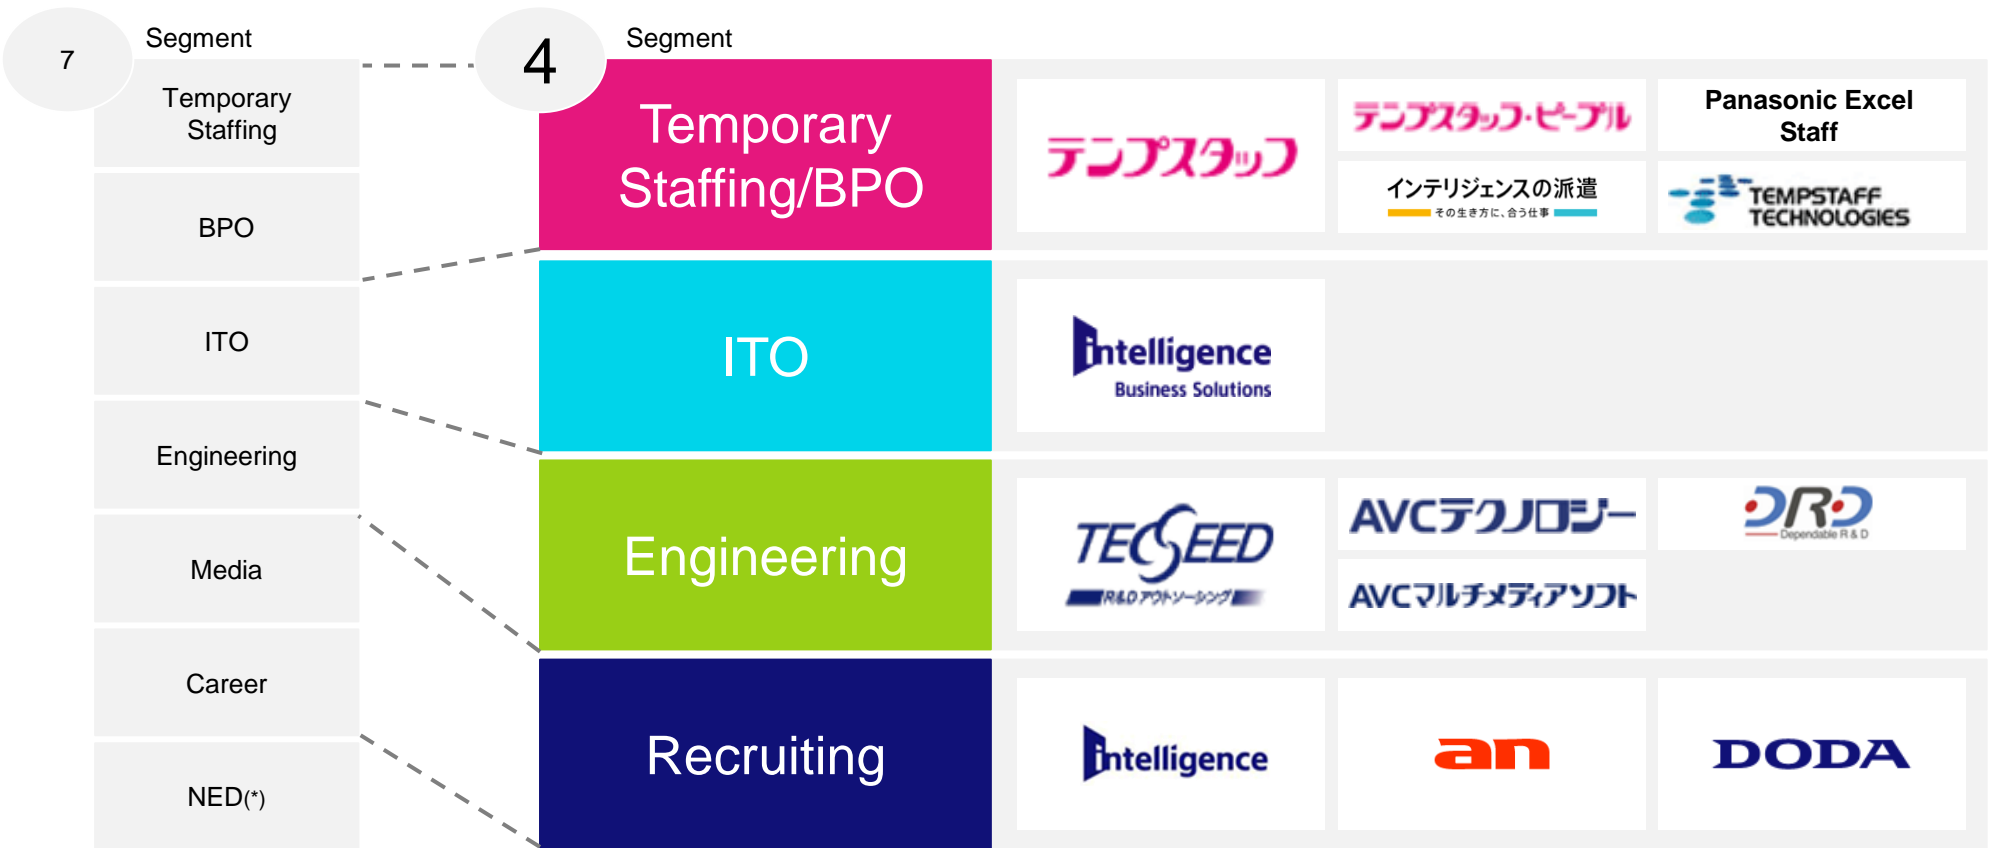 7
Segment
Temporary
Staffing
BPO
ITO
Engineering
Media
Career
NED(*)
4
Segment
Temporary
Staffing/BPO
テンプスタッフ
テンプスタッフ・ピープル
Panasonic Excel
Staff
インテリジェンスの派遣
その生き方に、合う仕事
TEMPSTAFF
TECHNOLOGIES
ITO
intelligence
Business Solutions
Engineering
TECSEED
R&Dアウトソーシング
AVCテクノロジー
DRD
Dependable R & D
AVCマルチメディアソフト
Recruiting
intelligence
an
DODA